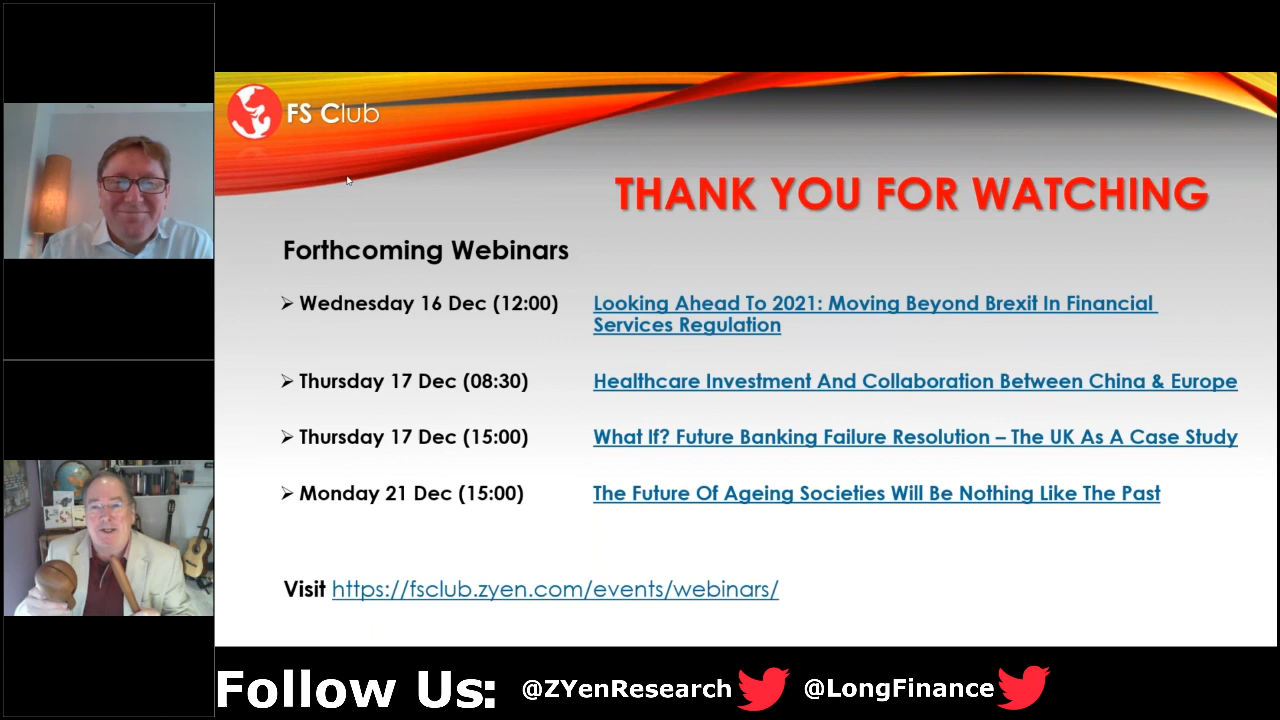 FS Club
THANK YOU FOR WATCHING
Forthcoming Webinars
➢ Wednesday 16 Dec (12:00) Looking Ahead To 2021: Moving Beyond Brexit In Financial
Services Regulation
➢ Thursday 17 Dec (08:30) Healthcare Investment And Collaboration Between China & Europe
➢ Thursday 17 Dec (15:00) What If? Future Banking Failure Resolution – The UK As A Case Study
➢ Monday 21 Dec (15:00) The Future Of Ageing Societies Will Be Nothing Like The Past
Visit https://fsclub.zyen.com/events/webinars/
Follow Us: @ZYenResearch @LongFinance